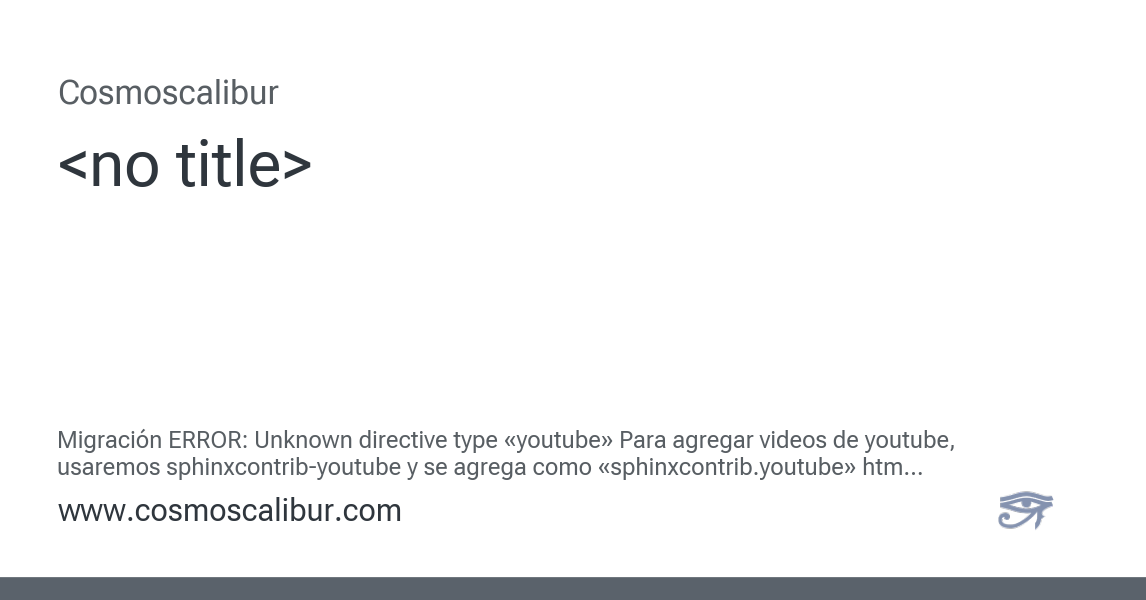 Cosmoscalibur
<no title>
Migración ERROR: Unknown directive type «youtube» Para agregar videos de youtube,
usaremos sphinxcontrib-youtube y se agrega como «sphinxcontrib.youtube» htm...
www.cosmoscalibur.com